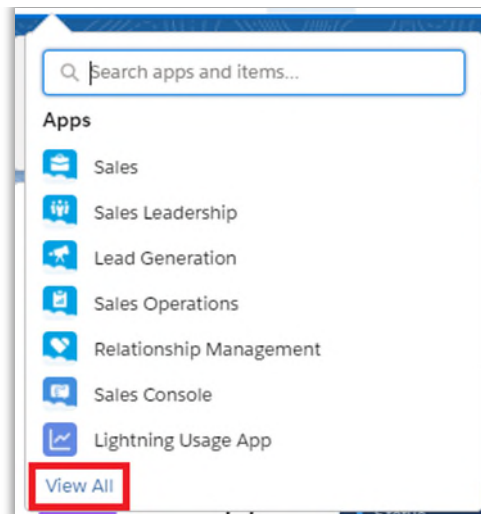 Search apps and items...
Apps
Sales
Sales Leadership
Lead Generation
Sales Operations
Relationship Management
Sales Console
Lightning Usage App
View All